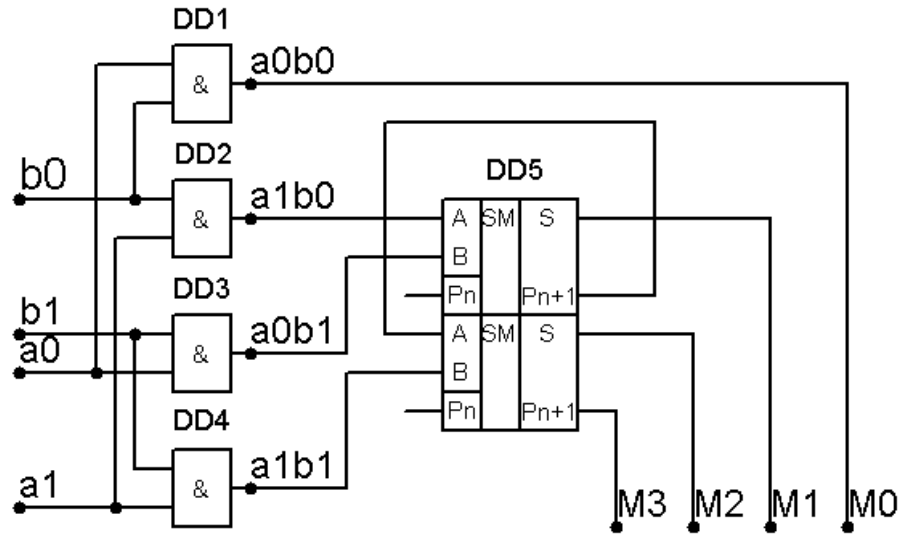 DD1
&
a0b0
b0
DD2
&
a1b0
DD5
A SM S
B
Pn Pn+1
A SM S
B
Pn Pn+1
b1
a0
DD3
&
a0b1
DD4
&
a1b1
a1
M3 M2 M1 M0